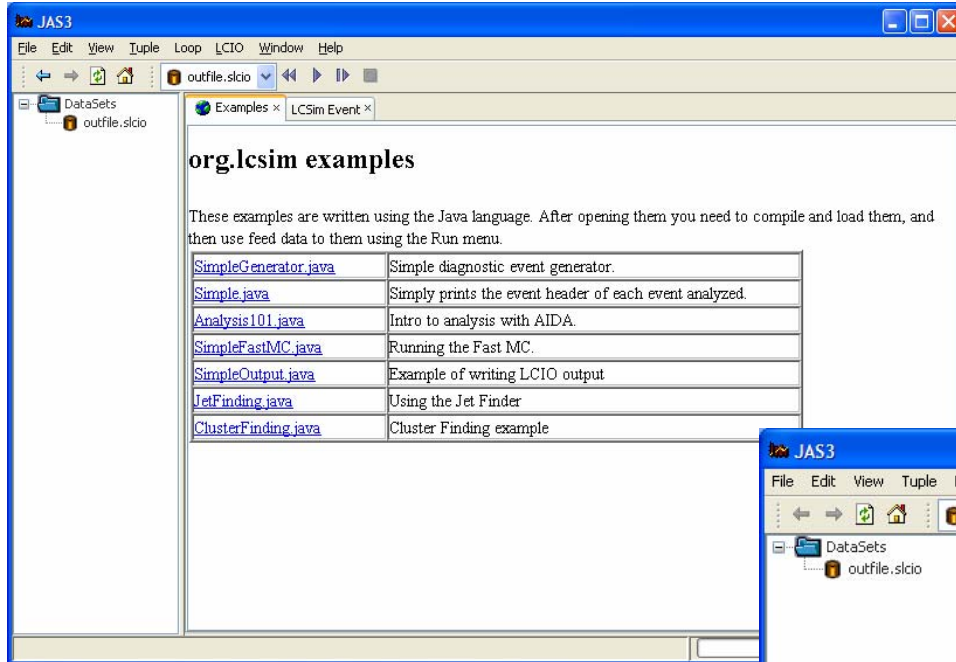 JAS3
File Edit View Tuple Loop LCIO Window Help
outfile.slcio
DataSets
outfile.slcio
Examples × LCSim Event ×
org.lcsim examples
These examples are written using the Java language. After opening them you need to compile and load them, and
then use feed data to them using the Run menu.
SimpleGenerator.java Simple diagnostic event generator.
Simple.java Simply prints the event header of each event analyzed.
Analysis101.java Intro to analysis with AIDA.
SimpleFastMC.java Running the Fast MC.
SimpleOutput.java Example of writing LCIO output
JetFinding.java Using the Jet Finder
ClusterFinding.java Cluster Finding example
JAS3
File Edit View Tuple
DataSets
outfile.slcio